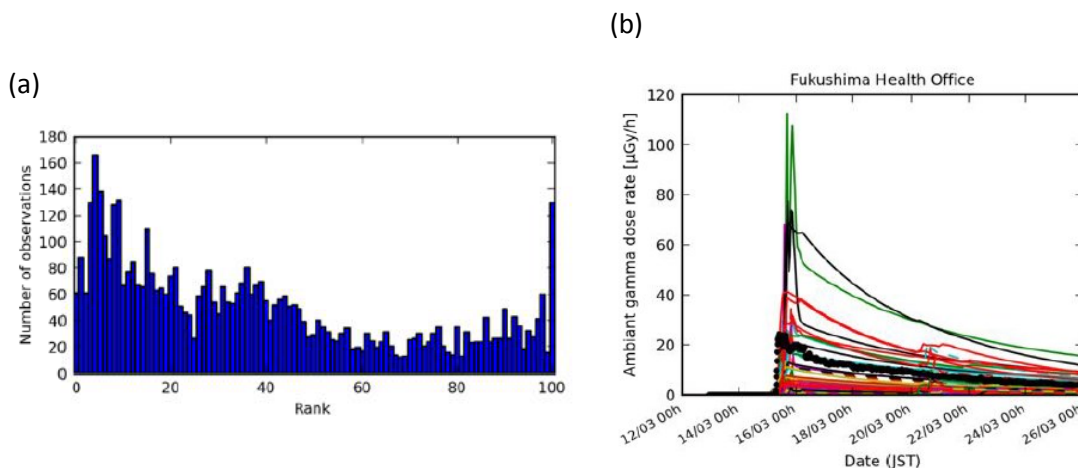 (b)
(a)
Fukushima Health Office
180
160
140
120
100
80
60
40
20
0
Number of observations
0 20 40 60 80 100
Rank
120
100
80
60
40
20
0
Ambiant gamma dose rate [µGy/h]
12/03 00h 14/03 00h 16/03 00h 18/03 00h 20/03 00h 22/03 00h 24/03 00h 26/03 00h
Date (JST)